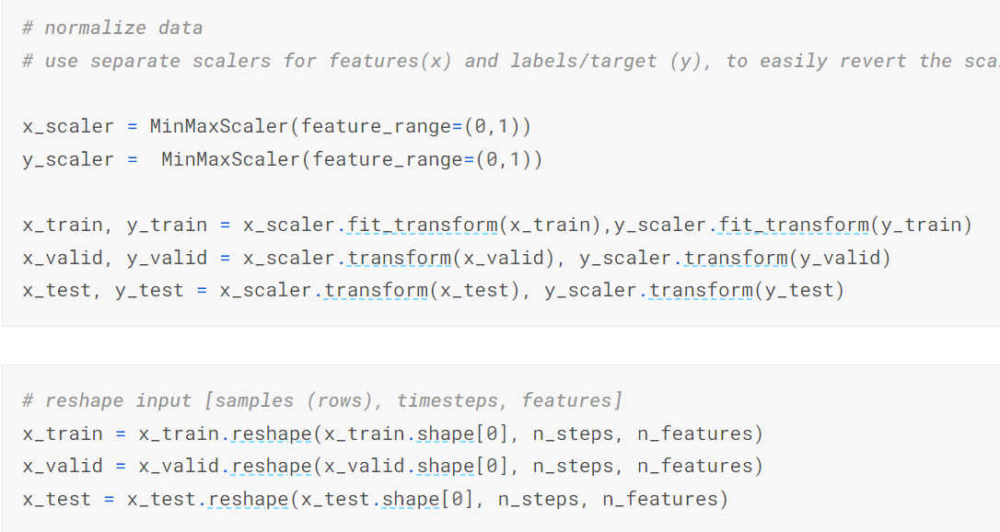 # normalize data
# use separate scalers for features(x) and labels/target (y), to easily revert the
x_scaler = MinMaxScaler(feature_range=(0,1))
y_scaler =  MinMaxScaler(feature_range=(0,1))
x_train, y_train = x_scaler.fit_transform(x_train),y_scaler.fit_transform(y_train)
x_valid, y_valid = x_scaler.transform(x_valid), y_scaler.transform(y_valid)
x_test, y_test = x_scaler.transform(x_test), y_scaler.transform(y_test)
# reshape input [samples (rows), timesteps, features]
x_train = x_train.reshape(x_train.shape[0], n_steps, n_features)
x_valid = x_valid.reshape(x_valid.shape[0], n_steps, n_features)
x_test = x_test.reshape(x_test.shape[0], n_steps, n_features)